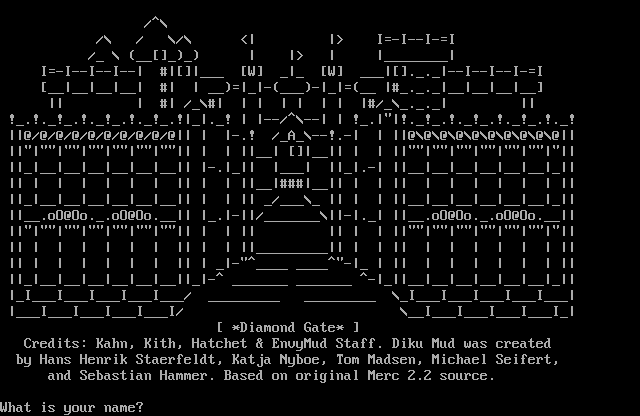 [ *Diamond Gate* ]
Credits: Kahn, Kith, Hatchet & EnvyMud Staff. Diku Mud was created
by Hans Henrik Staerfeldt, Katja Nyboe, Tom Madsen, Michael Seifert,
and Sebastian Hammer. Based on original Merc 2.2 source.
What is your name?